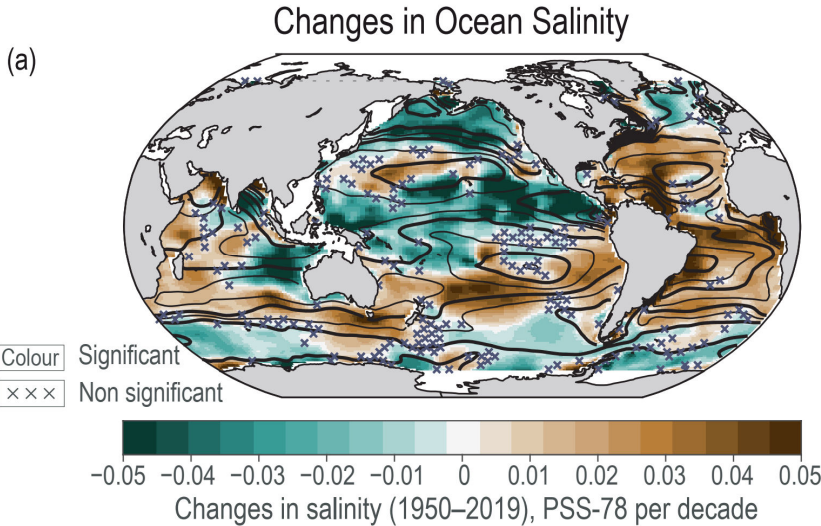 Changes in Ocean Salinity
(a)
Colour Significant
××× Non significant
−0.05 −0.04 −0.03 −0.02 −0.01 0 0.01 0.02 0.03 0.04 0.05
Changes in salinity (1950–2019), PSS-78 per decade